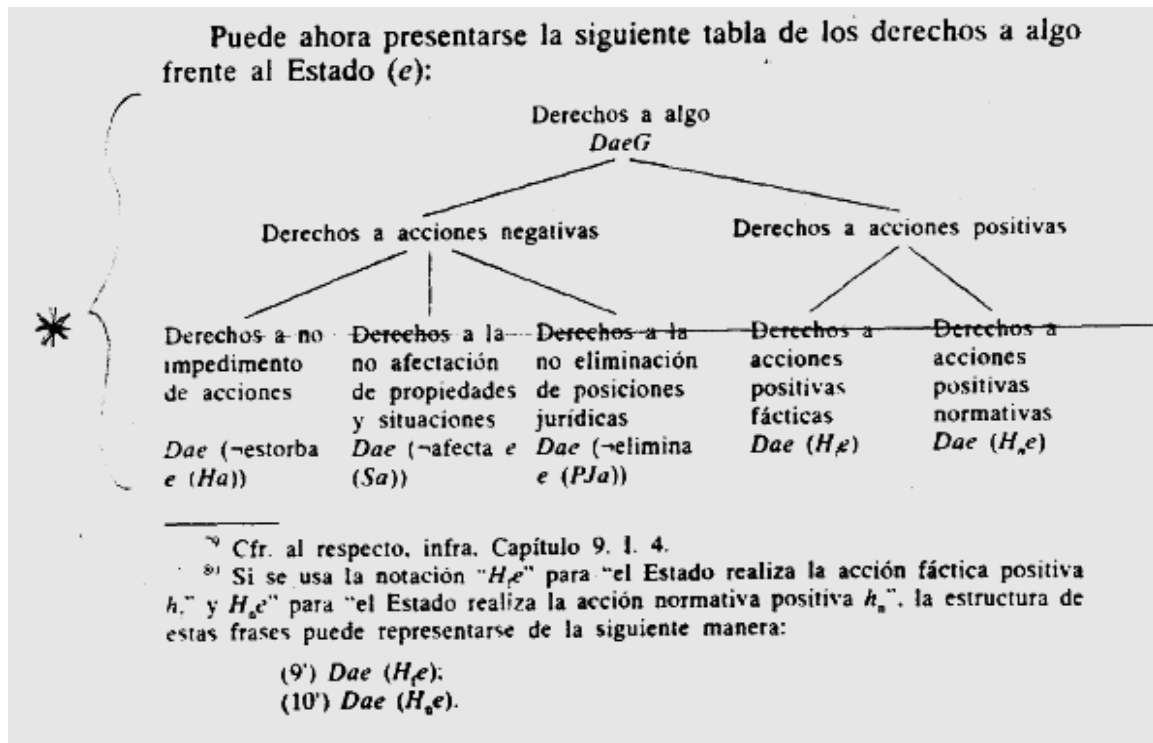 Puede ahora presentarse la siguiente tabla de los derechos a algo
frente al Estado (e):
Derechos a algo
DaeG
Derechos a acciones negativas
Derechos a acciones positivas
Derechos a no
impedimento
de acciones
Dae (¬estorba
e (Ha))
Derechos a la
no afectación
de propiedades
y situaciones
Dae (¬afecta e
(Sa))
Derechos a la
no eliminación
de posiciones
jurídicas
Dae (¬elimina
e (PJa))
Derechos a
acciones
positivas
fácticas
Dae (Hfe)
Derechos a
acciones
positivas
normativas
Dae (Hne)
Cfr. al respecto, infra, Capítulo 9. I. 4.
Si se usa la notación "Hfe" para "el Estado realiza la acción fáctica positiva
h" y Hne" para "el Estado realiza la acción normativa positiva hn", la estructura de
estas frases puede representarse de la siguiente manera:
(9') Dae (Hfe);
(10') Dae (Hne).